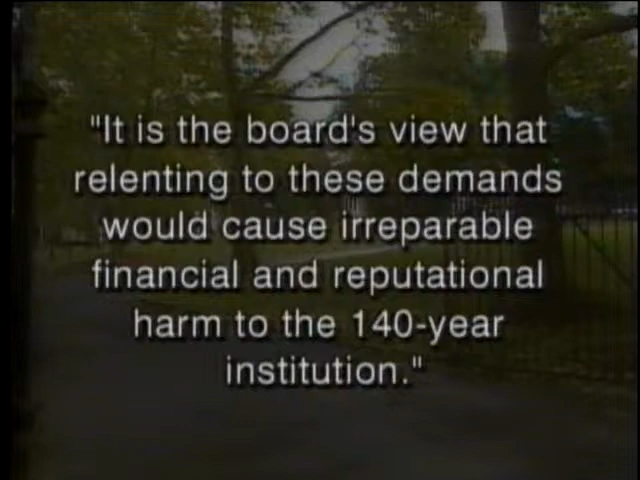 "It is the board's view that
relenting to these demands
would cause irreparable
financial and reputational
harm to the 140-year
institution."